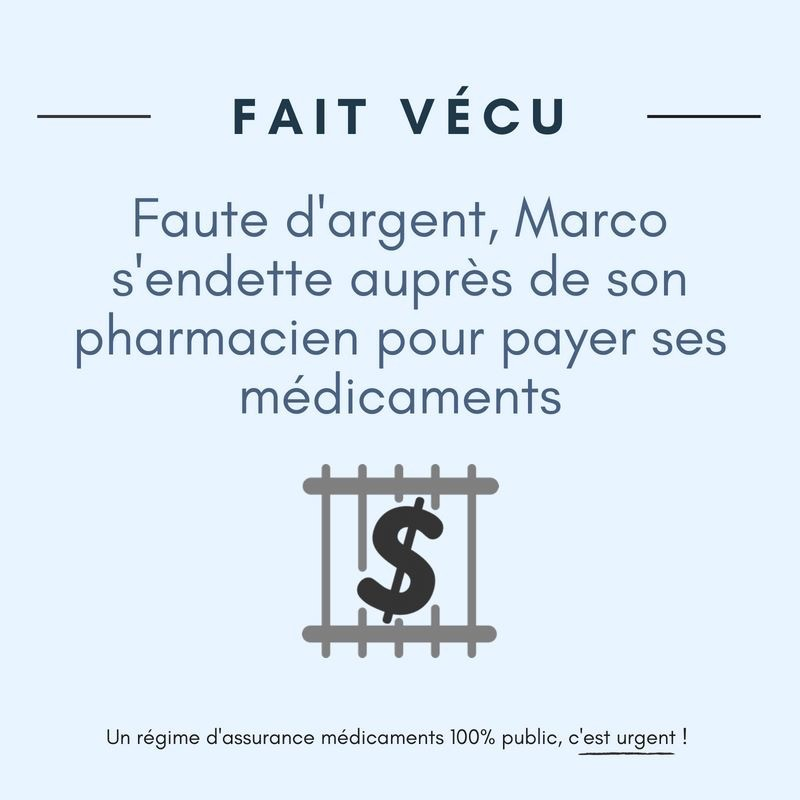 FAIT VÉCU
Faute d'argent, Marco
s'endette auprès de son
pharmacien pour payer ses
médicaments
$
Un régime d'assurance médicaments 100% public, c'est urgent !